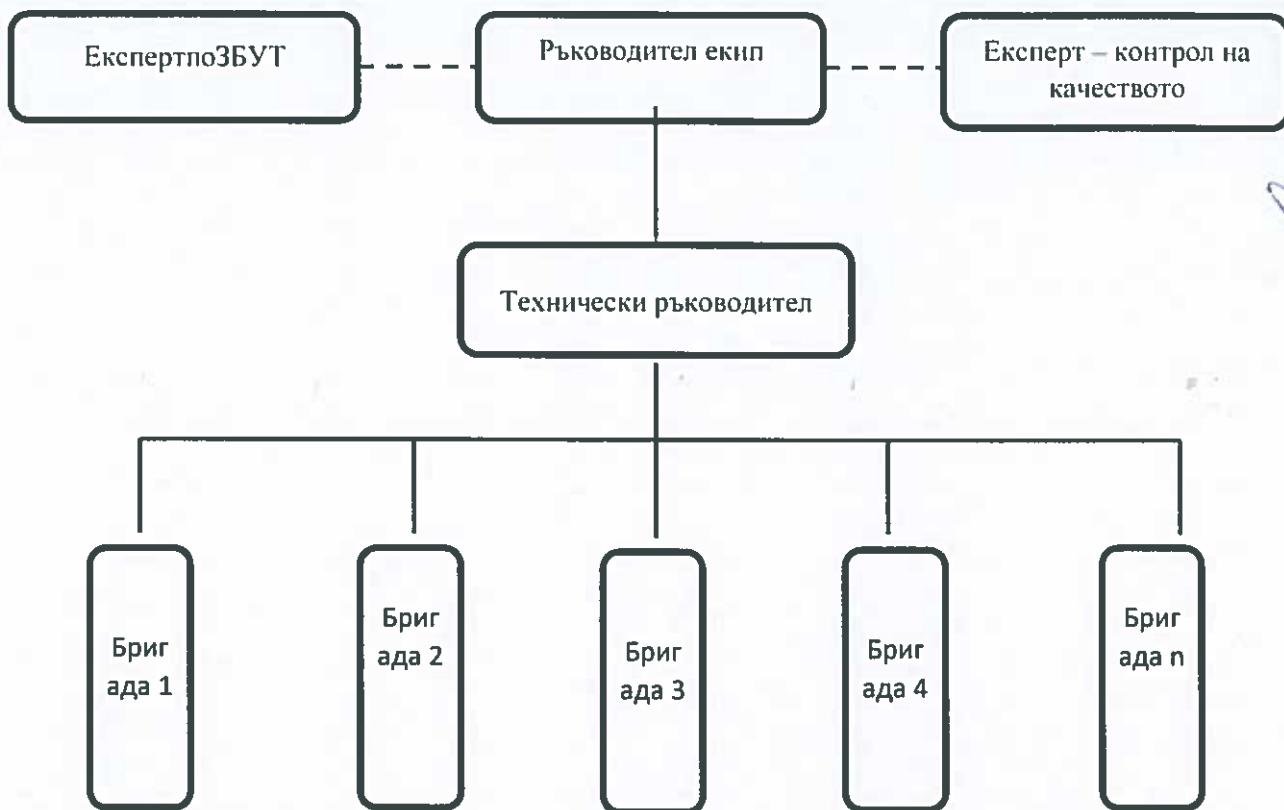 ЕкспертпоЗБУТ
Ръководител екип
Експерт – контрол на
качеството
Технически ръководител
Бриг
ада 1
Бриг
ада 2
Бриг
ада 3
Бриг
ада 4
Бриг
ада n